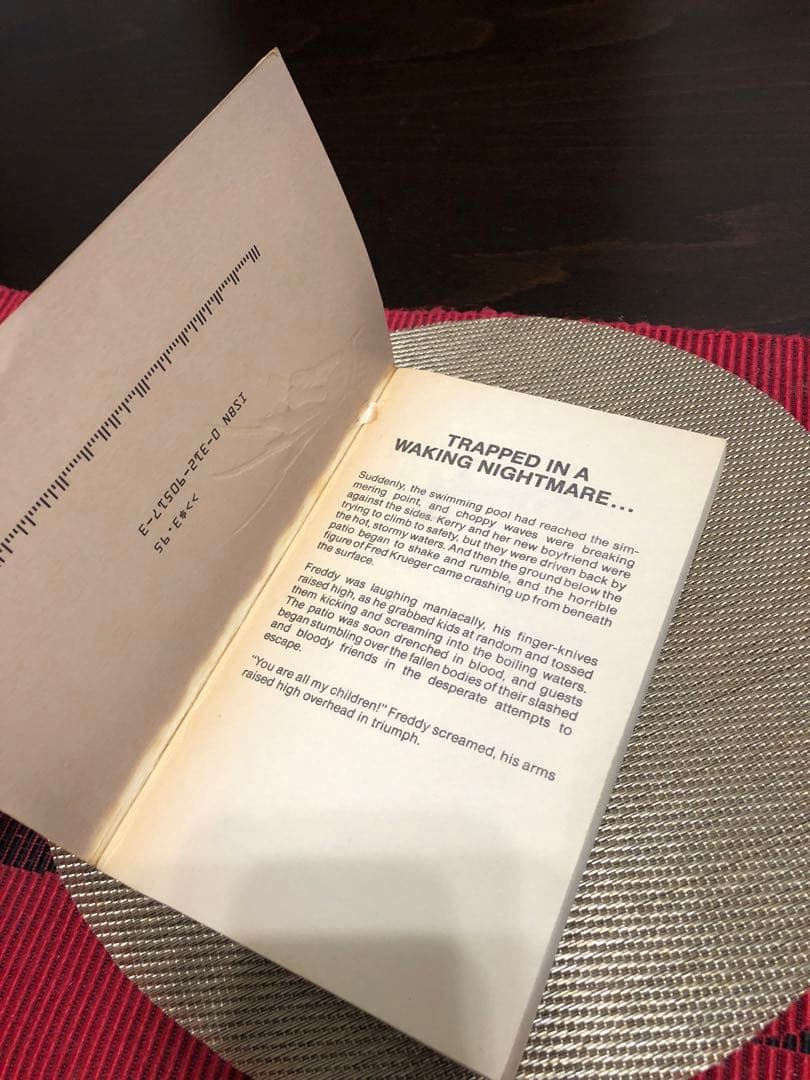 ISBN 0-312-90517-3
>>*3.95
TRAPPED IN A
WAKING NIGHTMARE...
Suddenly, the swimming pool had reached the sim-
mering point, and choppy waves were breaking
against the sides. Kerry and her new boyfriend were
trying to climb to safety, but they were driven back by
the hot, stormy waters. And then the ground below the
patio began to shake and rumble, and the horrible
figure of Fred Krueger came crashing up from beneath
the surface.
Freddy was laughing maniacally, his finger-knives
raised high, as he grabbed kids at random and tossed
them kicking and screaming into the boiling waters.
The patio was soon drenched in blood, and guests
began stumbling over the fallen bodies of their slashed
and bloody friends in the desperate attempts to
escape.
"You are all my children!" Freddy screamed, his arms
raised high overhead in triumph.